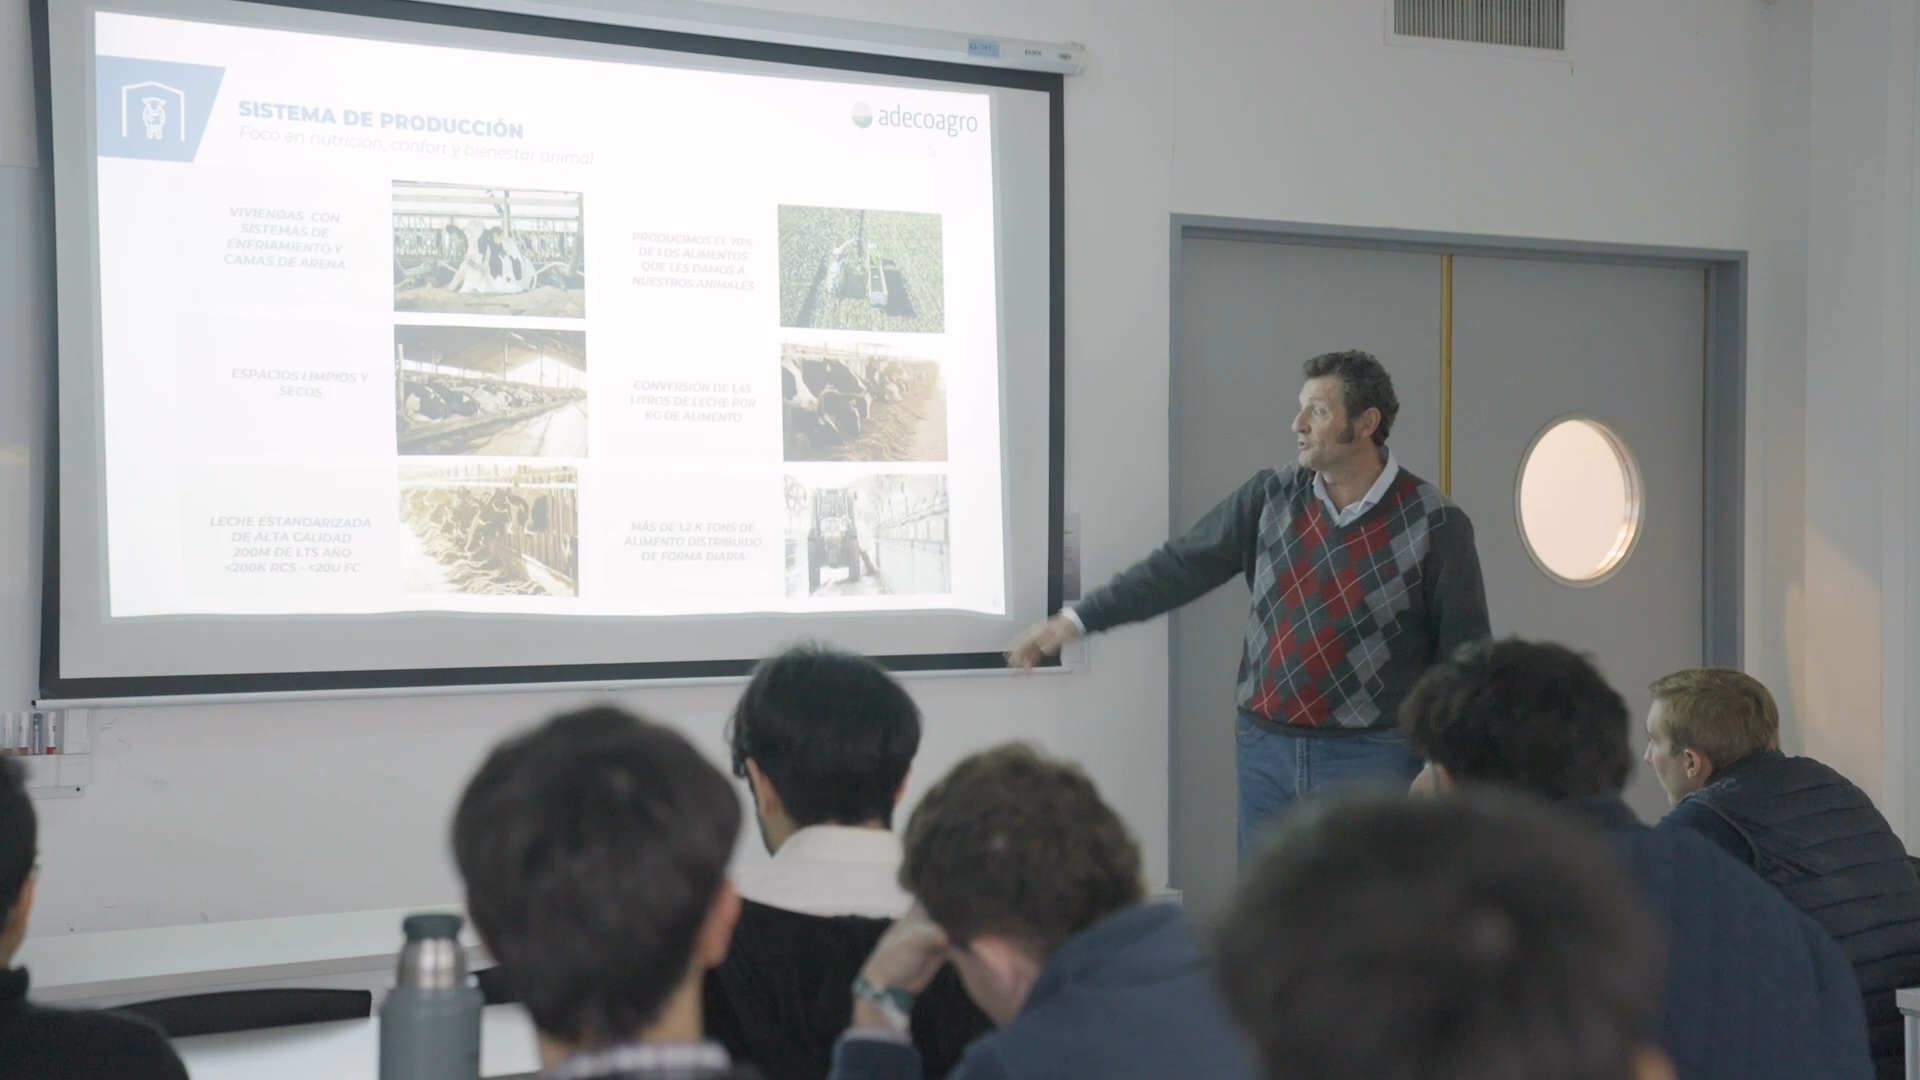 SISTEMA DE PRODUCCIÓN
Foco en nutrición, confort y bienestar animal
adecoagro
VIVIENDAS CON
SISTEMAS DE
ENFRIAMIENTO Y
CAMAS DE ARENA
PRODUCIMOS EL 70%
DE LOS ALIMENTOS
QUE LES DAMOS A
NUESTROS ANIMALES
ESPACIOS LIMPIOS Y
SECOS
CONVERSIÓN DE 1,45
LITROS DE LECHE POR
KG DE ALIMENTO
LECHE ESTANDARIZADA
DE ALTA CALIDAD
200M DE LTS AÑO
<200K RCS - <20U FC
MÁS DE 1,2 K TONS DE
ALIMENTO DISTRIBUIDO
DE FORMA DIARIA